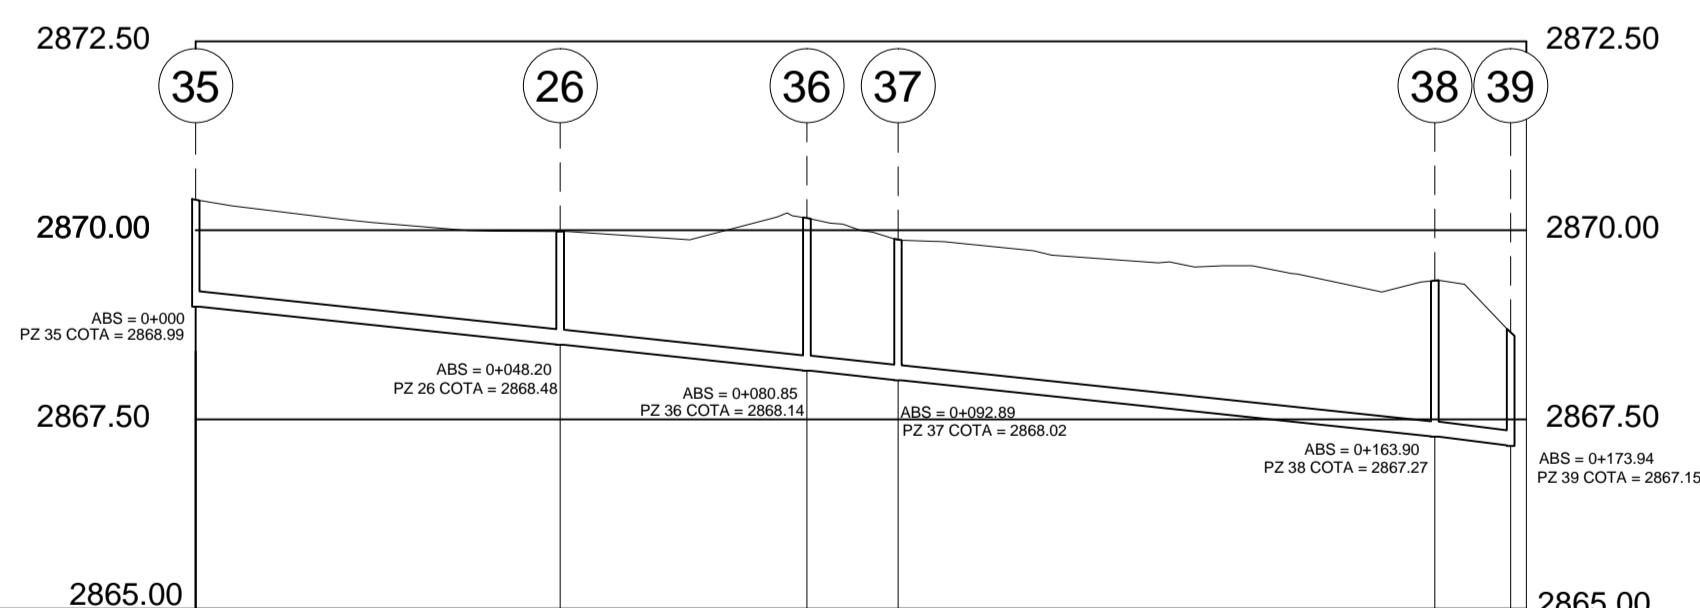 2872.50
2872.50
35
26
36
37
38
39
2870.00
2870.00
ABS = 0+000
PZ 35 COTA = 2868.99
ABS = 0+048.20
PZ 26 COTA = 2868.48
ABS = 0+080.85
PZ 36 COTA = 2868.14
2867.50
2867.50
ABS = 0+092.89
PZ 37 COTA = 2868.02
ABS = 0+163.90
PZ 38 COTA = 2867.27
ABS = 0+173.94
PZ 39 COTA = 2867.15
2865.00
2865.00